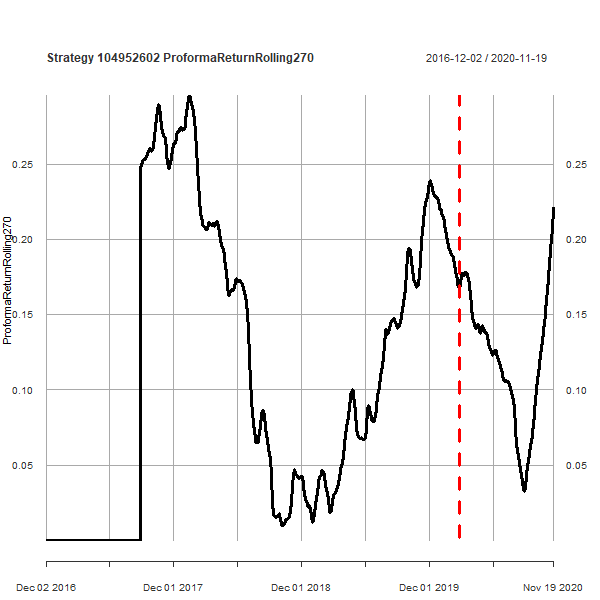 Strategy 104952602 ProformaReturnRolling270
2016-12-02 / 2020-11-19
ProformaReturnRolling270
0.25
0.20
0.15
0.10
0.05
0.25
0.20
0.15
0.10
0.05
Dec 02 2016
Dec 01 2017
Dec 01 2018
Dec 01 2019
Nov 19 2020